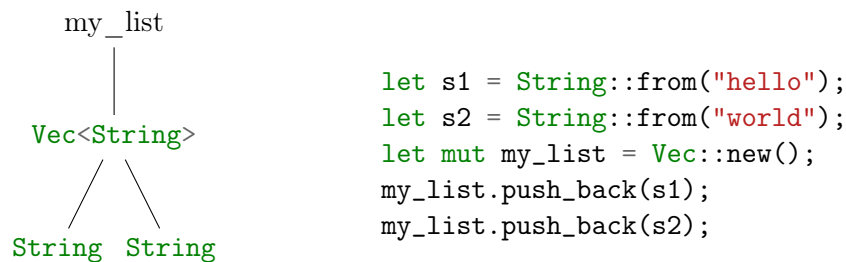 my_list
Vec<String>
String String
let s1 = String::from("hello");
let s2 = String::from("world");
let mut my_list = Vec::new();
my_list.push_back(s1);
my_list.push_back(s2);